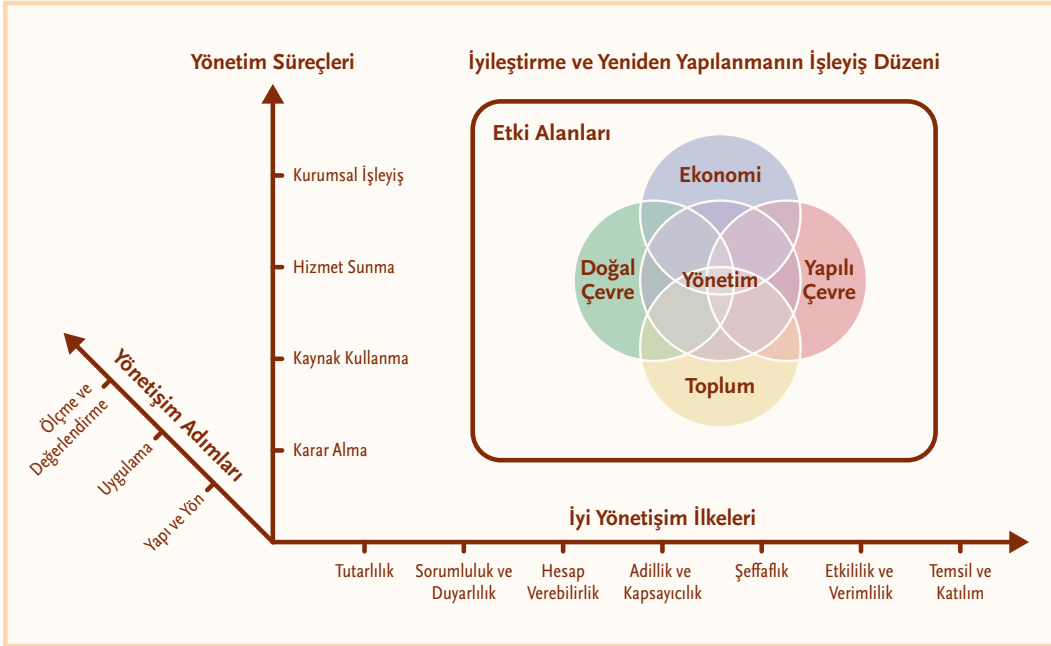 Yönetim Süreçleri
İyileştirme ve Yeniden Yapılanmanın İşleyiş Düzeni
Etki Alanları
Ekonomi
Doğal
Çevre
Yönetim
Yapılı
Çevre
Toplum
Kurumsal İşleyiş
Hizmet Sunma
Kaynak Kullanma
Karar Alma
Yönetişim Adımları
Ölçme ve
Değerlendirme
Uygulama
Yapı ve Yön
İyi Yönetişim İlkeleri
Tutarlılık
Sorumluluk ve
Duyarlılık
Hesap
Verebilirlik
Adillik ve
Kapsayıcılık
Şeffaflık
Etkililik ve
Verimlilik
Temsil ve
Katılım